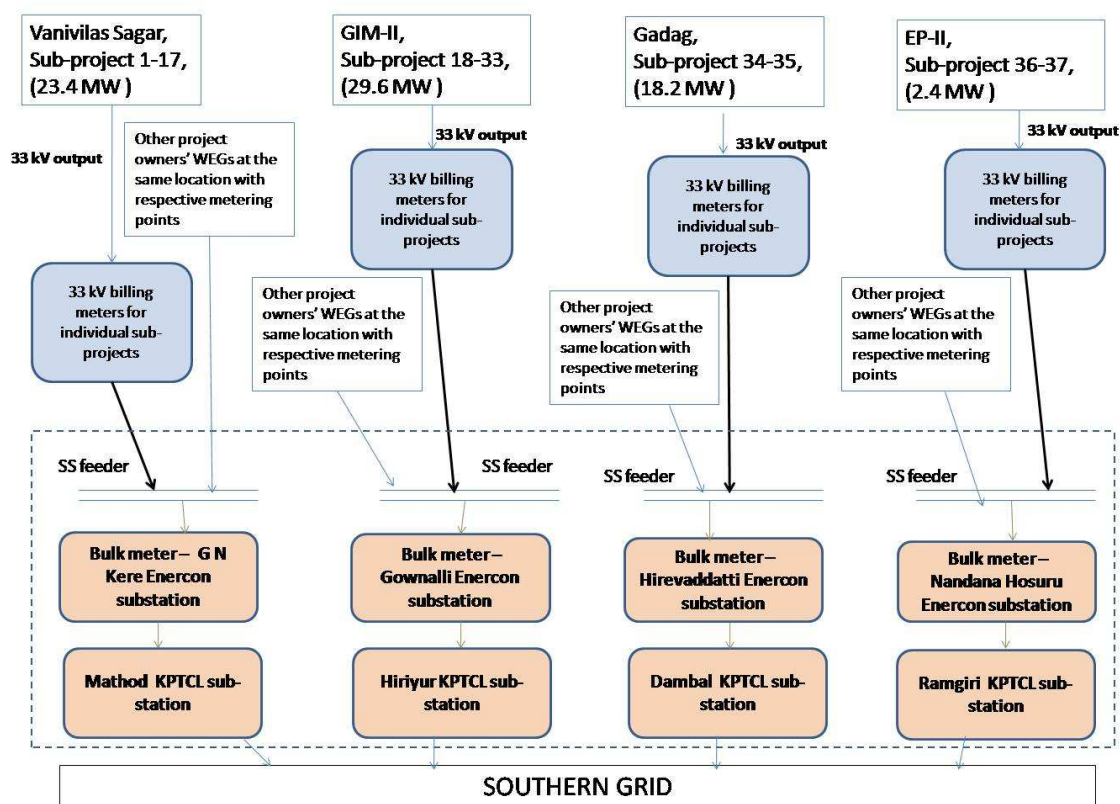 Vanivilas Sagar,
Sub-project 1-17,
(23.4 MW )
GIM-II,
Sub-project 18-33,
(29.6 MW )
Gadag,
Sub-project 34-35,
(18.2 MW )
EP-II,
Sub-project 36-37,
(2.4 MW )
33 kV output
Other project
owners' WEGs at the
same location with
respective metering
points
33 kV output
33 kV output
33 kV output
33 kV billing
meters for
individual sub-
projects
33 kV billing
meters for
individual sub-
projects
33 kV billing
meters for
individual sub-
projects
33 kV billing
meters for
individual sub-
projects
Other project
owners' WEGs at the
same location with
respective metering
points
Other project
owners' WEGs at the
same location with
respective metering
points
Other project
owners' WEGs at the
same location with
respective metering
points
SS feeder
SS feeder
SS feeder
SS feeder
Bulk meter– G N
Kere Enercon
substation
Bulk meter–
Gownalli Enercon
substation
Bulk meter–
Hirevaddatti Enercon
substation
Bulk meter–
Nandana Hosuru
Enercon substation
Mathod KPTCL sub-
station
Hiriyur KPTCL sub-
station
Dambal KPTCL sub-
station
Ramgiri KPTCL sub-
station
SOUTHERN GRID